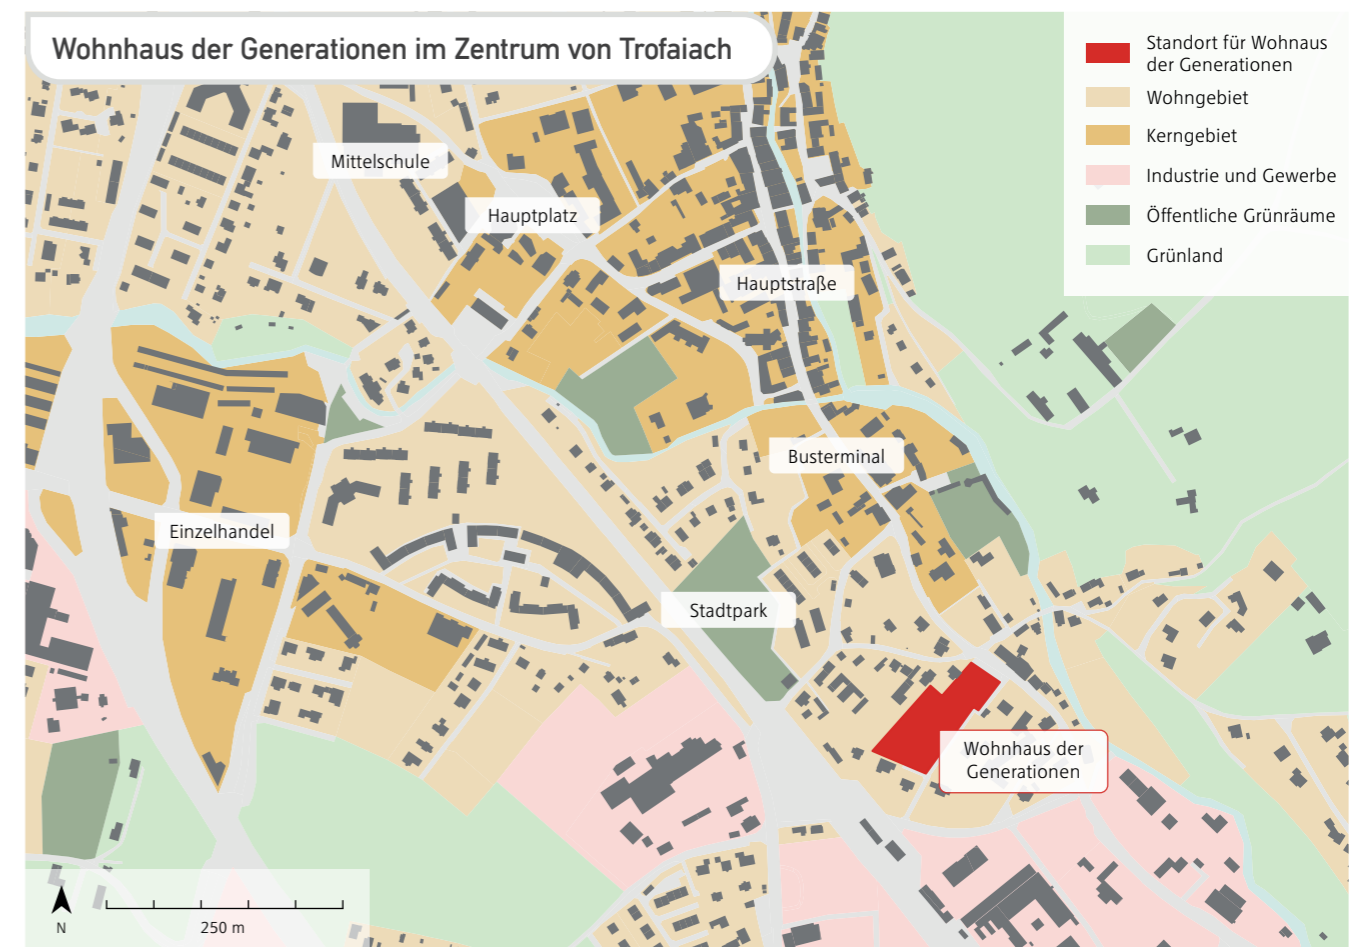 Wohnhaus der Generationen im Zentrum von Trofaiach
Standort für Wohnaus
der Generationen
Wohngebiet
Kerngebiet
Industrie und Gewerbe
Öffentliche Grünräume
Grünland
Mittelschule
Hauptplatz
Hauptstraße
Busterminal
Einzelhandel
Stadtpark
Wohnhaus der
Generationen
N
250 m